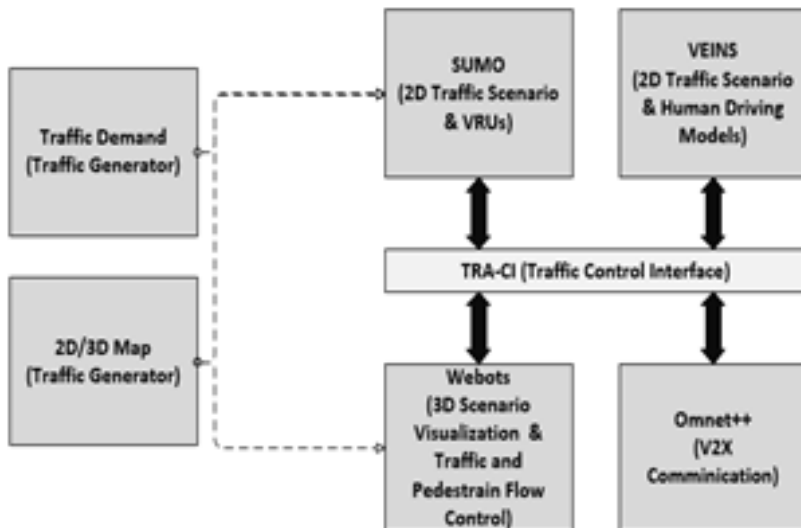 SUMO
(2D Traffic Scenario
& VRUs)
VEINS
(2D Traffic Scenario
& Human Driving
Models)
Traffic Demand
(Traffic Generator)
TRA-CI (Traffic Control Interface)
2D/3D Map
(Traffic Generator)
Webots
(3D Scenario
Visualization &
Traffic and
Pedestrain Flow
Control)
Omnet++
(V2X
Comminication)